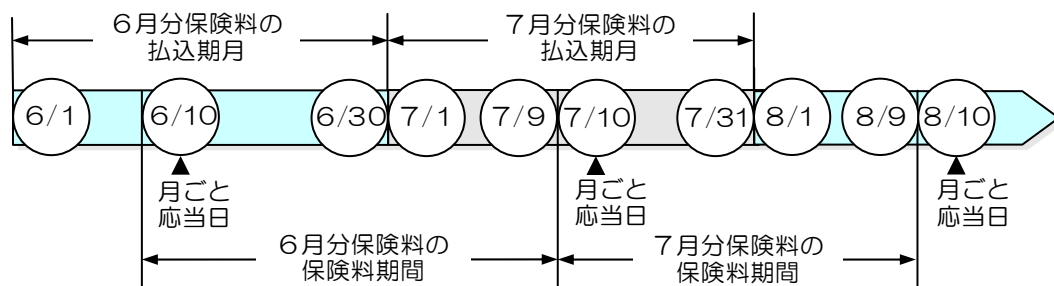 6月分保険料の
払込期月
7月分保険料の
払込期月
6/1
6/10
6/30
7/1
7/9
7/10
7/31
8/1
8/9
8/10
月ごと
応当日
月ごと
応当日
月ごと
応当日
6月分保険料の
保険料期間
7月分保険料の
保険料期間